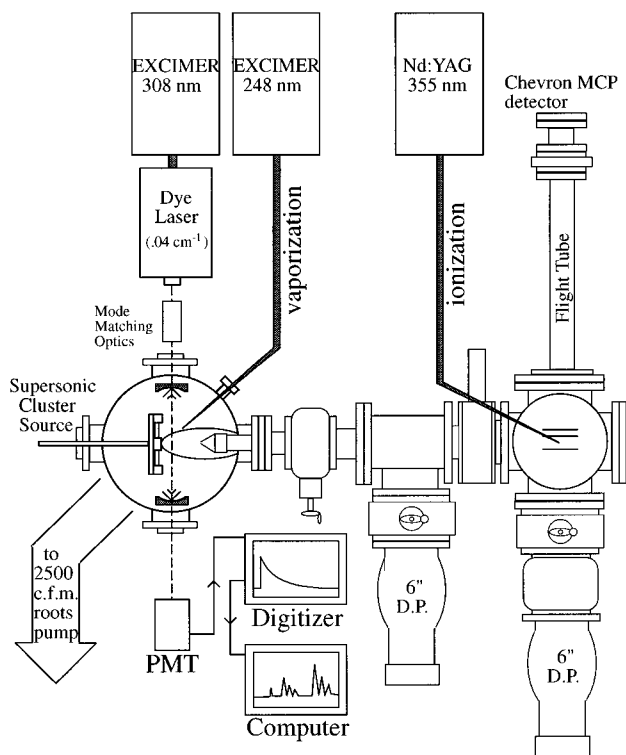 EXCIMER
308 nm
EXCIMER
248 nm
Nd:YAG
355 nm
Chevron MCP
detector
Dye
Laser
(.04 cm⁻¹)
vaporization
ionization
Flight Tube
Mode
Matching
Optics
Supersonic
Cluster
Source
to
2500
c.f.m.
roots
pump
PMT
Digitizer
Computer
6"
D.P.
6"
D.P.